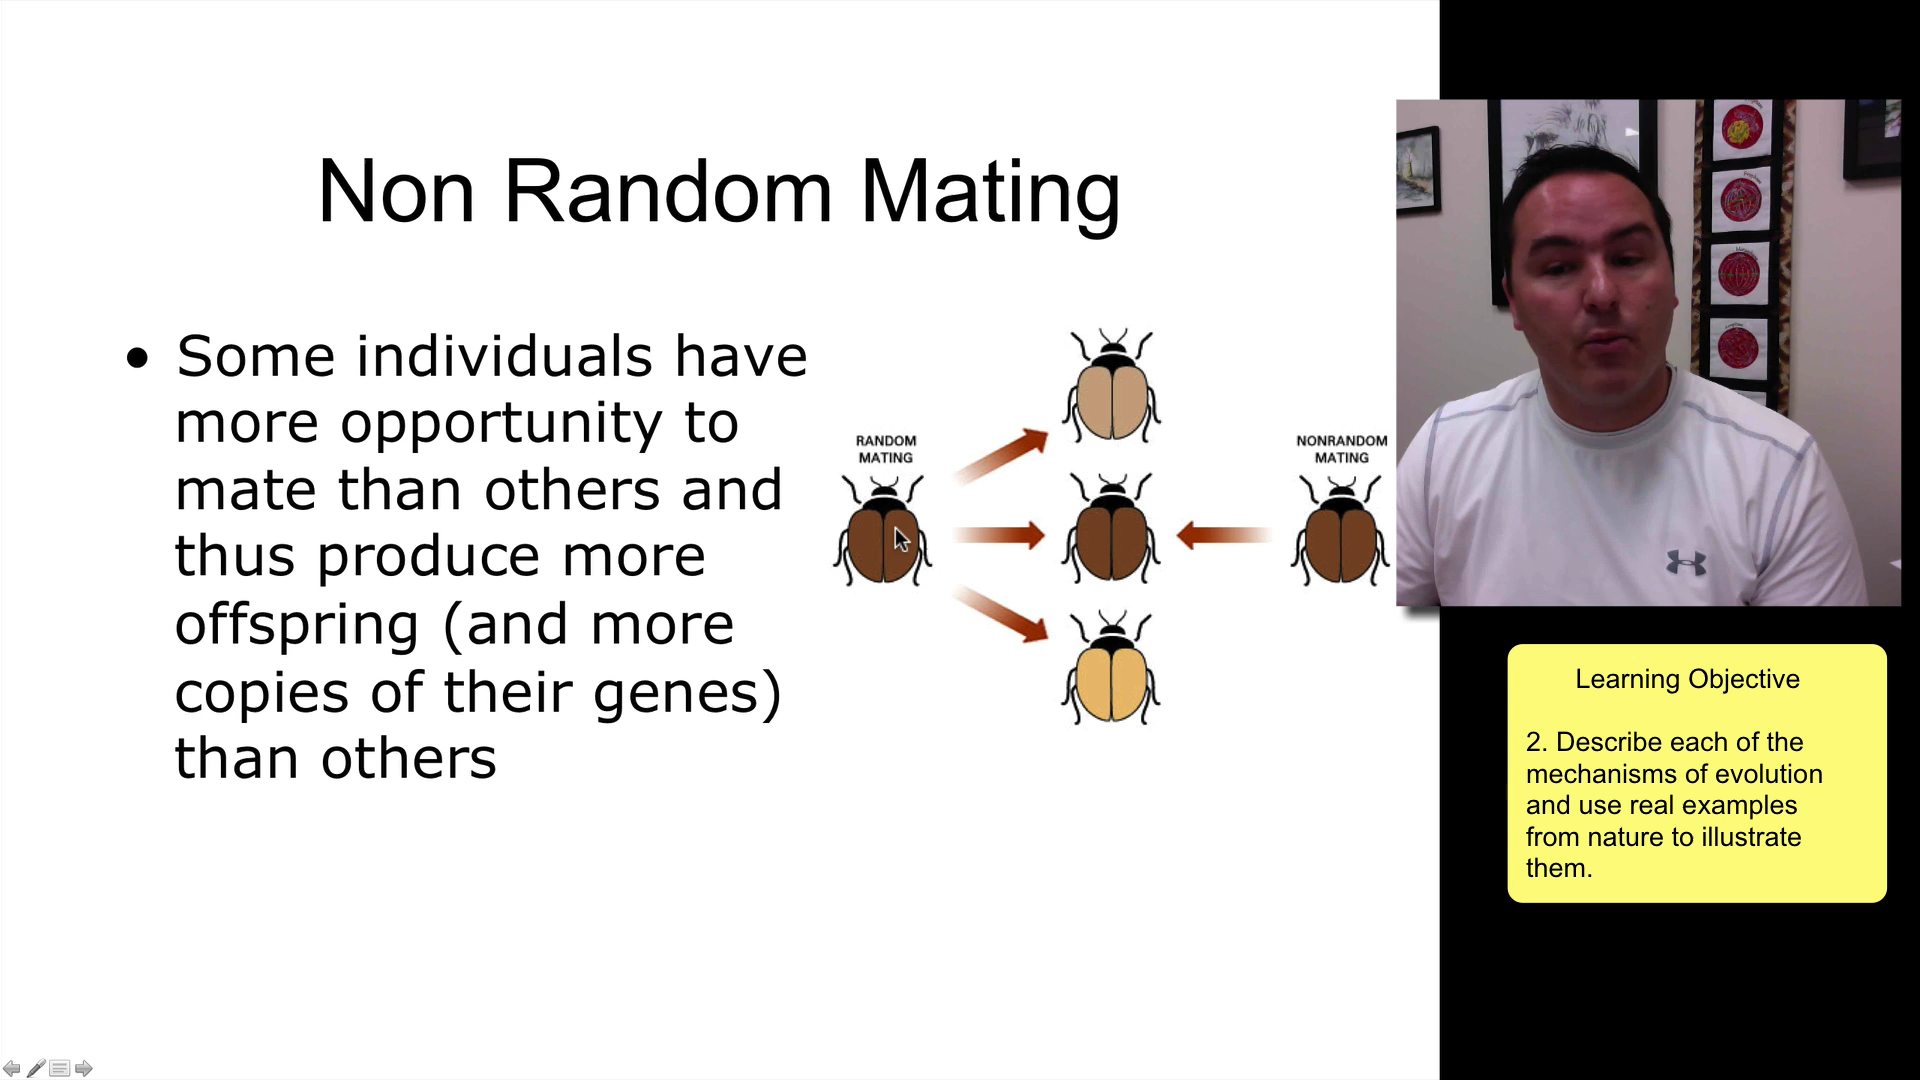 Non Random Mating
• Some individuals have
more opportunity to
mate than others and
thus produce more
offspring (and more
copies of their genes)
than others
RANDOM
MATING
NONRANDOM
MATING
Learning Objective
2. Describe each of the
mechanisms of evolution
and use real examples
from nature to illustrate
them.